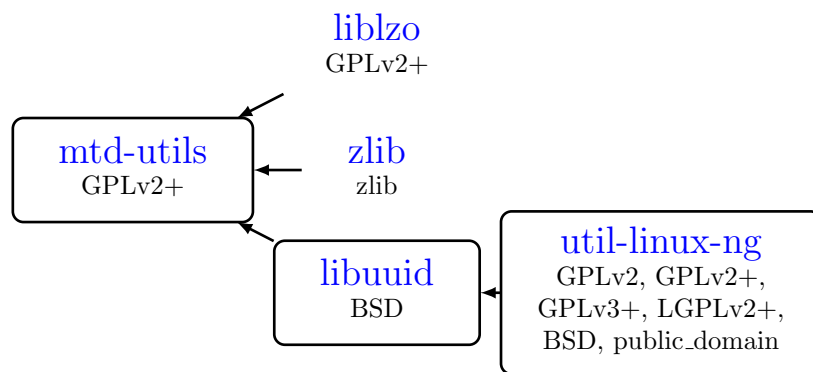 liblzo
GPLv2+
mtd-utils
GPLv2+
zlib
zlib
libuuid
BSD
util-linux-ng
GPLv2, GPLv2+,
GPLv3+, LGPLv2+,
BSD, public_domain